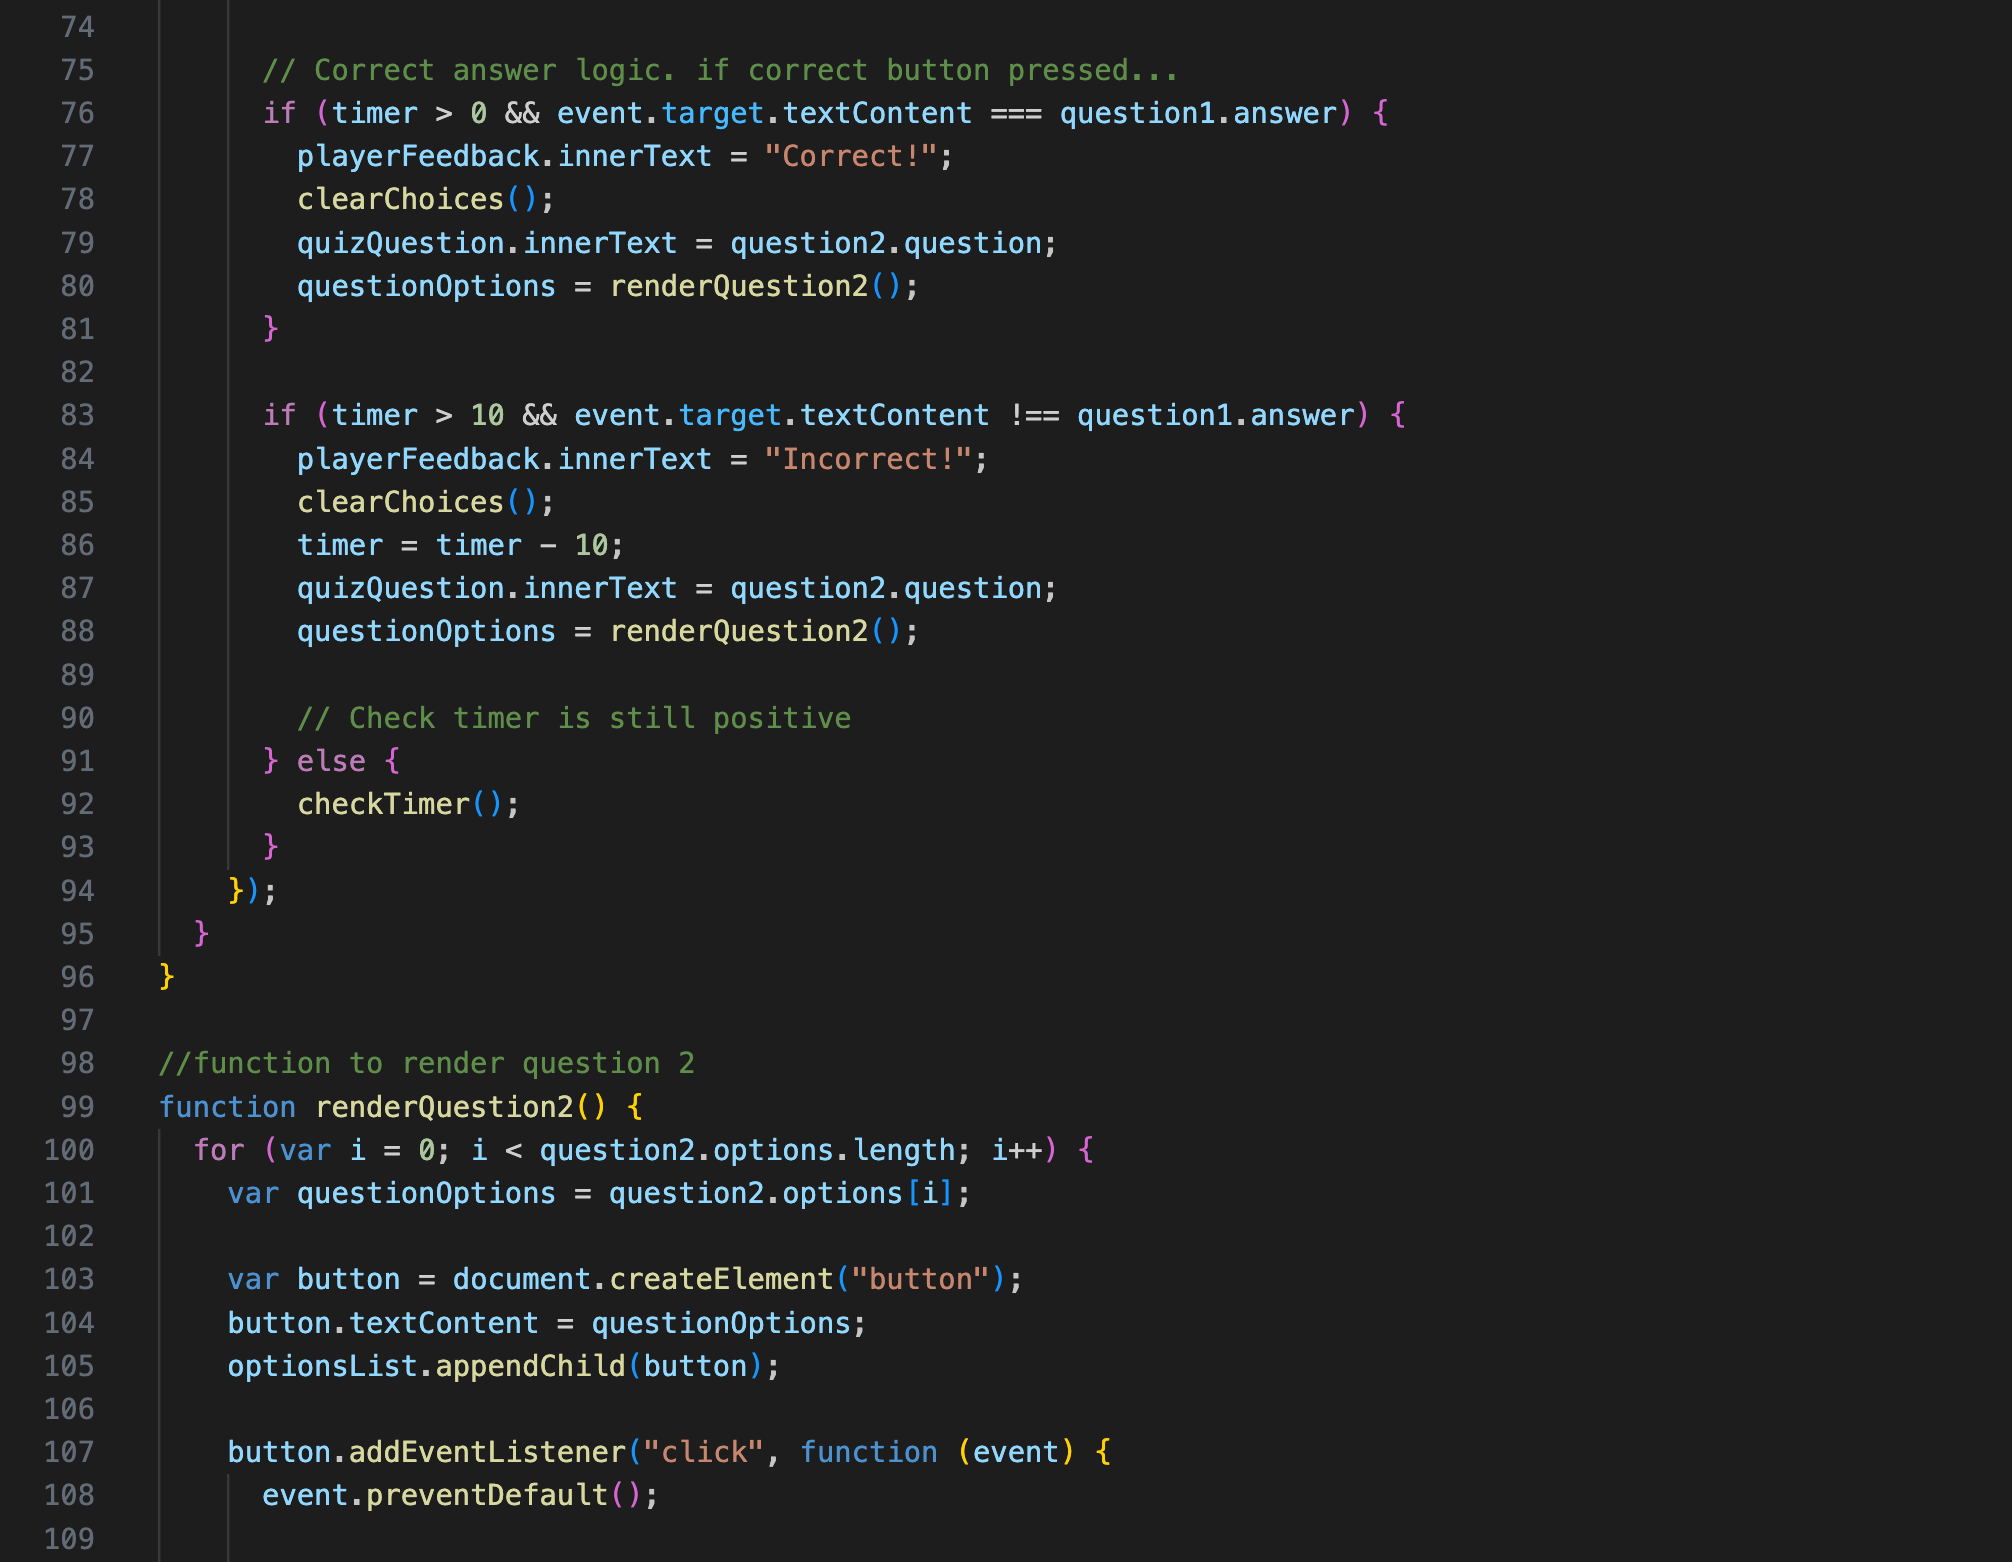 74
75 // Correct answer logic. if correct button pressed...
76 if (timer > 0 && event.target.textContent === question1.answer) {
77 playerFeedback.innerText = "Correct!";
78 clearChoices();
79 quizQuestion.innerText = question2.question;
80 questionOptions = renderQuestion2();
81 }
82
83 if (timer > 10 && event.target.textContent !== question1.answer) {
84 playerFeedback.innerText = "Incorrect!";
85 clearChoices();
86 timer = timer - 10;
87 quizQuestion.innerText = question2.question;
88 questionOptions = renderQuestion2();
89
90 // Check timer is still positive
91 } else {
92 checkTimer();
93 }
94 });
95 }
96 }
97
98 //function to render question 2
99 function renderQuestion2() {
100 for (var i = 0; i < question2.options.length; i++) {
101 var questionOptions = question2.options[i];
102
103 var button = document.createElement("button");
104 button.textContent = questionOptions;
105 optionsList.appendChild(button);
106
107 button.addEventListener("click", function (event) {
108 event.preventDefault();
109